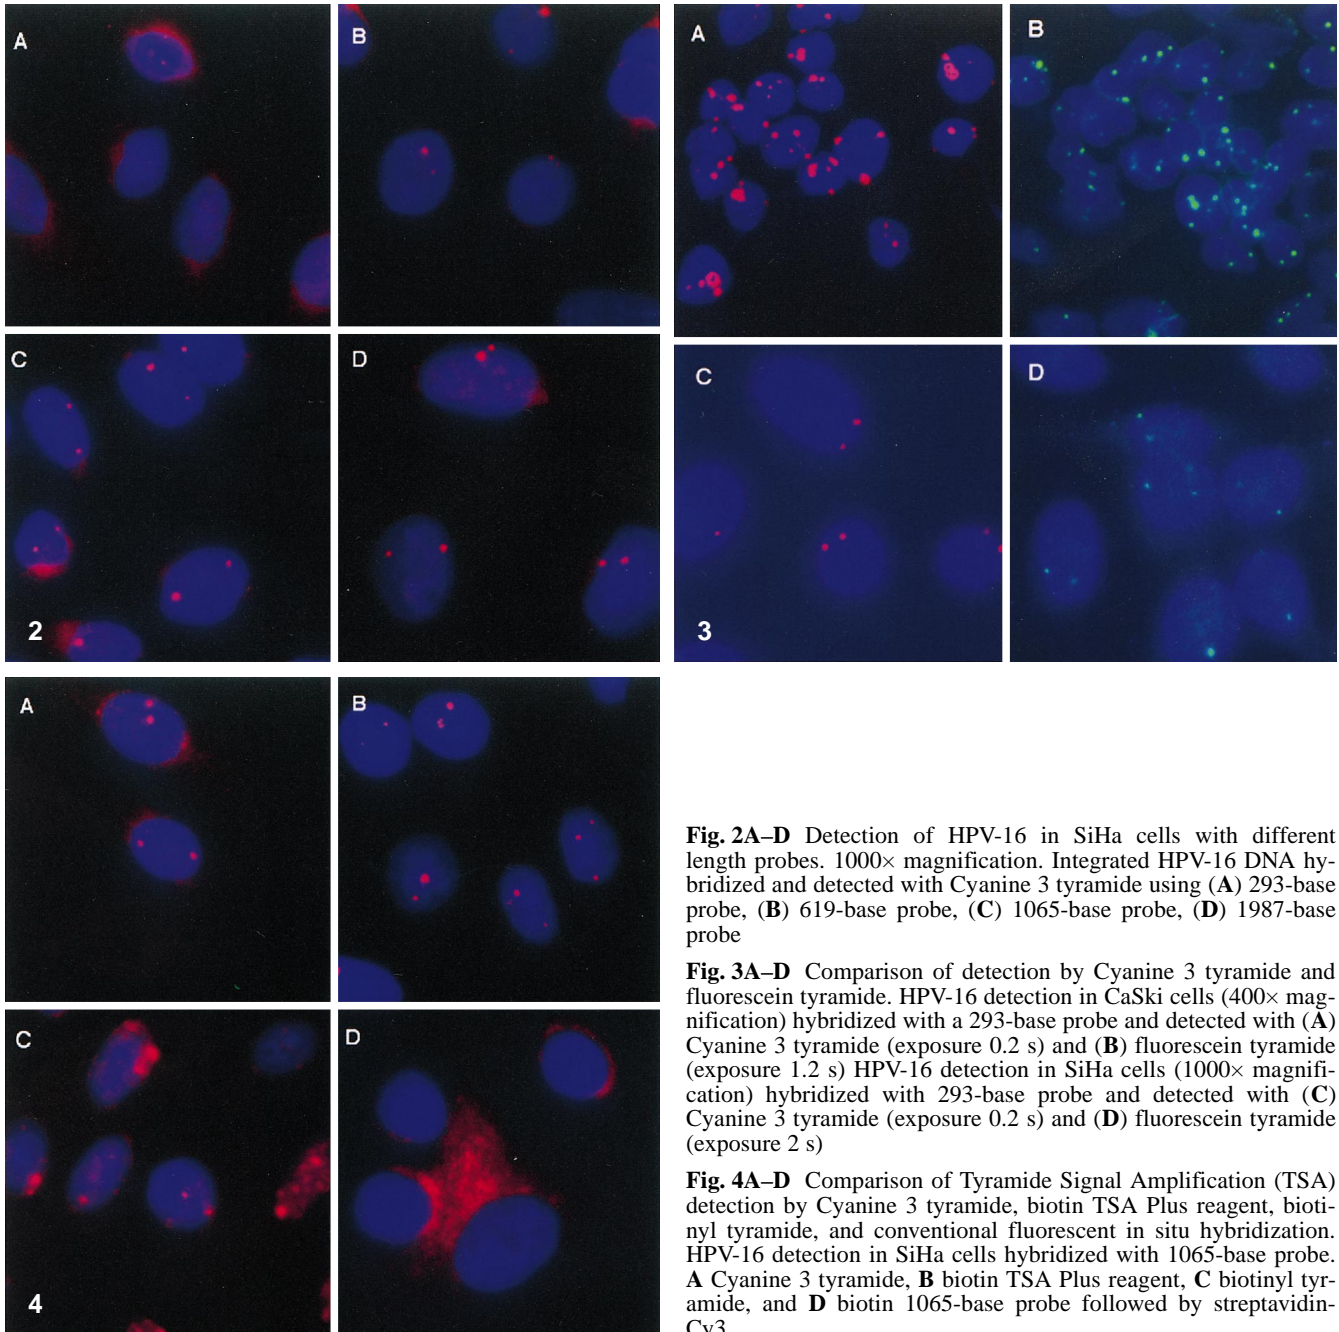 A
B
C
D
2
A
B
C
D
3
A
B
C
D
4
Fig. 2A–D Detection of HPV-16 in SiHa cells with different
length probes. 1000× magnification. Integrated HPV-16 DNA hy-
bridized and detected with Cyanine 3 tyramide using (A) 293-base
probe, (B) 619-base probe, (C) 1065-base probe, (D) 1987-base
probe
Fig. 3A–D Comparison of detection by Cyanine 3 tyramide and
fluorescein tyramide. HPV-16 detection in CaSki cells (400× mag-
nification) hybridized with a 293-base probe and detected with (A)
Cyanine 3 tyramide (exposure 0.2 s) and (B) fluorescein tyramide
(exposure 1.2 s) HPV-16 detection in SiHa cells (1000× magnifi-
cation) hybridized with 293-base probe and detected with (C)
Cyanine 3 tyramide (exposure 0.2 s) and (D) fluorescein tyramide
(exposure 2 s)
Fig. 4A–D Comparison of Tyramide Signal Amplification (TSA)
detection by Cyanine 3 tyramide, biotin TSA Plus reagent, bioti-
nyl tyramide, and conventional fluorescent in situ hybridization.
HPV-16 detection in SiHa cells hybridized with 1065-base probe.
A Cyanine 3 tyramide, B biotin TSA Plus reagent, C biotinyl tyr-
amide, and D biotin 1065-base probe followed by streptavidin-
Cy3